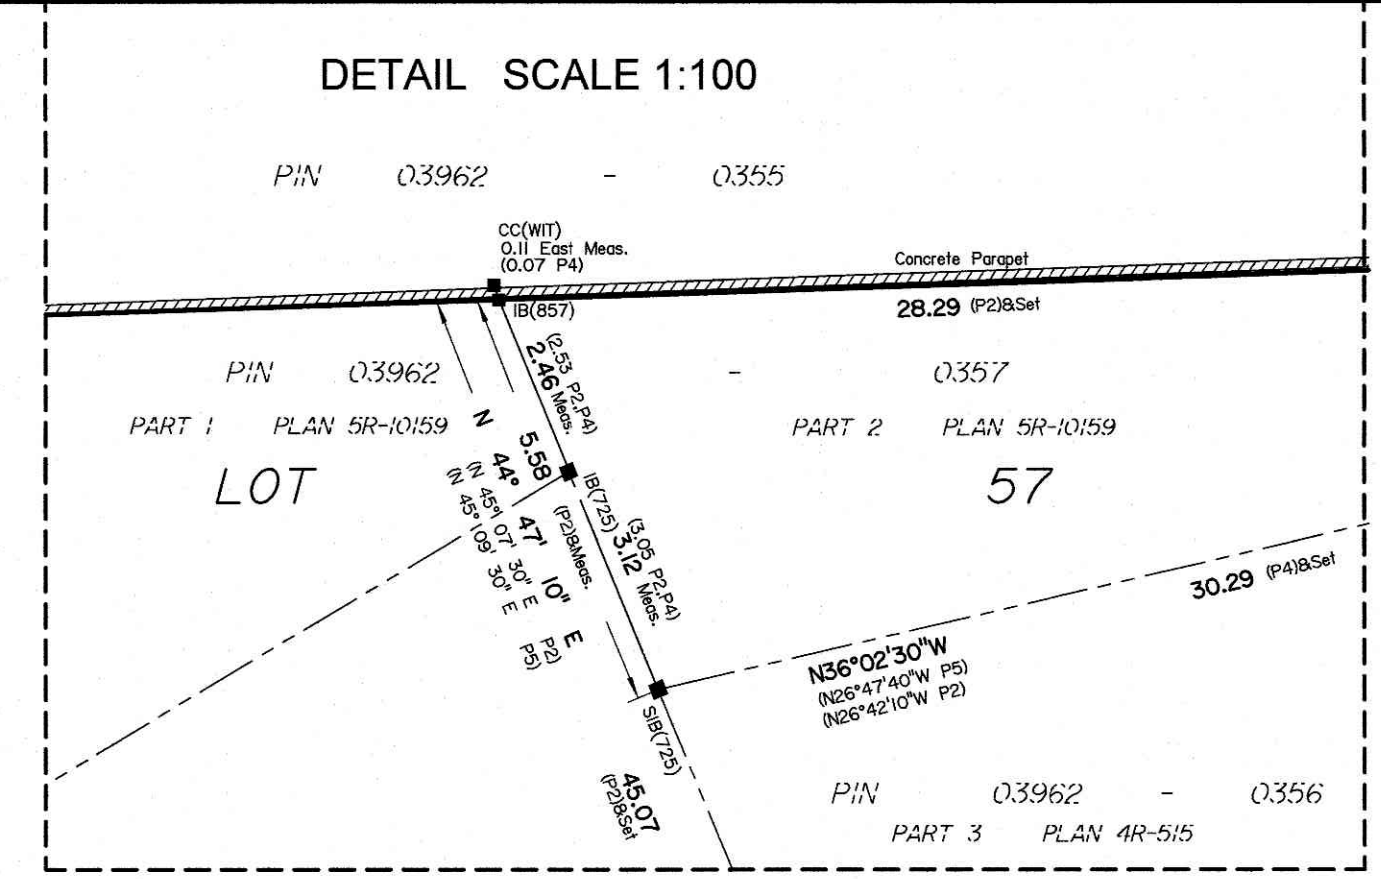 DETAIL SCALE 1:100
PIN 03962 - 0355
CC(WIT)
0.11 East Meas.
(0.07 P4)
Concrete Parapet
IB(857)
28.29 (P2)&Set
(2.53 P2,P4)
2.46 Meas.
PIN 03962 - 0357
PART 1 PLAN 5R-10159
PART 2 PLAN 5R-10159
LOT 57
5.58 (P2)&Meas.
N 44° 47' 10" E
(N 45° 07' 30" E P2)
(N 45° 09' 30" E P5)
IB(725)
(3.05 P2,P4)
3.12 Meas.
30.29 (P4)&Set
N36°02'30"W
(N26°47'40"W P5)
(N26°42'10"W P2)
SIB(725)
45.07
(P2)&Set
PIN 03962 - 0356
PART 3 PLAN 4R-515